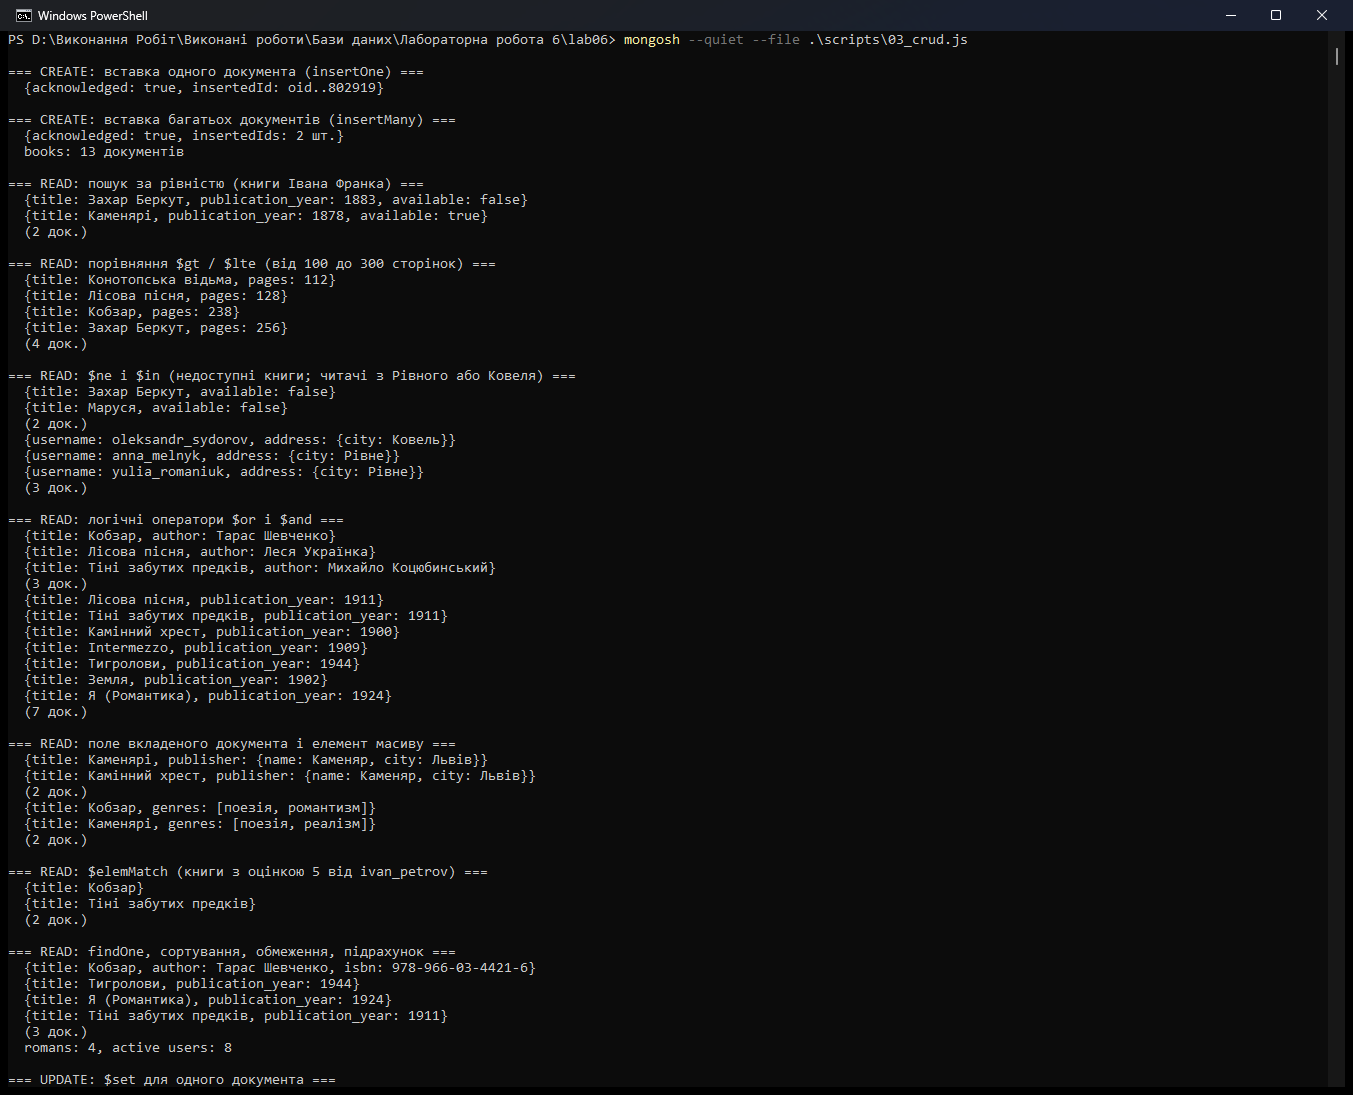 Windows PowerShell
PS D:\Виконання Робіт\Виконані роботи\Бази даних\Лабораторна робота 6\lab06> mongosh --quiet --file .\scripts\03_crud.js
=== CREATE: вставка одного документа (insertOne) ===
{acknowledged: true, insertedId: oid..802919}
=== CREATE: вставка багатьох документів (insertMany) ===
{acknowledged: true, insertedIds: 2 шт.}
books: 13 документів
=== READ: пошук за рівністю (книги Івана Франка) ===
{title: Захар Беркут, publication_year: 1883, available: false}
{title: Каменярі, publication_year: 1878, available: true}
(2 док.)
=== READ: порівняння $gt / $lte (від 100 до 300 сторінок) ===
{title: Конотопська відьма, pages: 112}
{title: Лісова пісня, pages: 128}
{title: Кобзар, pages: 238}
{title: Захар Беркут, pages: 256}
(4 док.)
=== READ: $ne і $in (недоступні книги; читачі з Рівного або Ковеля) ===
{title: Захар Беркут, available: false}
{title: Маруся, available: false}
(2 док.)
{username: oleksandr_sydorov, address: {city: Ковель}}
{username: anna_melnyk, address: {city: Рівне}}
{username: yulia_romaniuk, address: {city: Рівне}}
(3 док.)
=== READ: логічні оператори $or і $and ===
{title: Кобзар, author: Тарас Шевченко}
{title: Лісова пісня, author: Леся Українка}
{title: Тіні забутих предків, author: Михайло Коцюбинський}
(3 док.)
{title: Лісова пісня, publication_year: 1911}
{title: Тіні забутих предків, publication_year: 1911}
{title: Камінний хрест, publication_year: 1900}
{title: Intermezzo, publication_year: 1909}
{title: Тигролови, publication_year: 1944}
{title: Земля, publication_year: 1902}
{title: Я (Романтика), publication_year: 1924}
(7 док.)
=== READ: поле вкладеного документа і елемент масиву ===
{title: Каменярі, publisher: {name: Каменяр, city: Львів}}
{title: Камінний хрест, publisher: {name: Каменяр, city: Львів}}
(2 док.)
{title: Кобзар, genres: [поезія, романтизм]}
{title: Каменярі, genres: [поезія, реалізм]}
(2 док.)
=== READ: $elemMatch (книги з оцінкою 5 від ivan_petrov) ===
{title: Кобзар}
{title: Тіні забутих предків}
(2 док.)
=== READ: findOne, сортування, обмеження, підрахунок ===
{title: Кобзар, author: Тарас Шевченко, isbn: 978-966-03-4421-6}
{title: Тигролови, publication_year: 1944}
{title: Я (Романтика), publication_year: 1924}
{title: Тіні забутих предків, publication_year: 1911}
(3 док.)
romans: 4, active users: 8
=== UPDATE: $set для одного документа ===